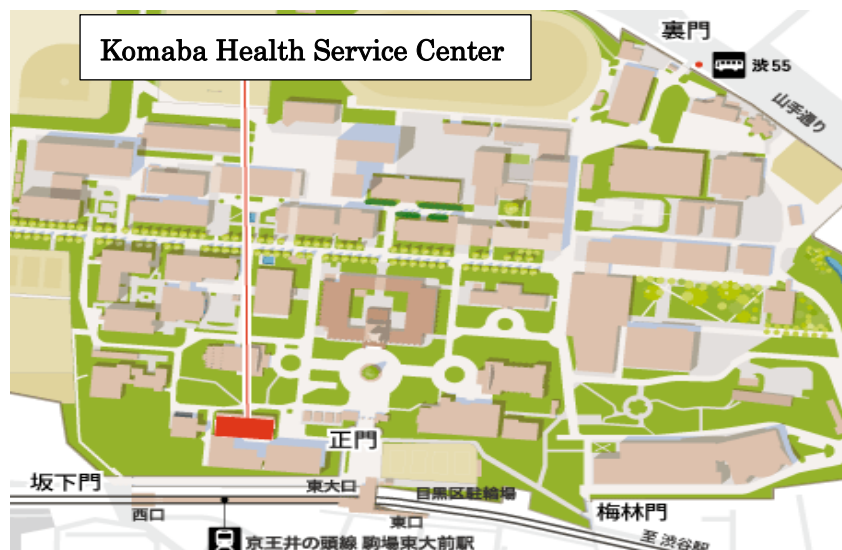 Komaba Health Service Center
裏門
渋55
山手通り
正門
坂下門
東大口
目黒区駐輪場
西口
東口
梅林門
京王井の頭線 駒場東大前駅
至 渋谷駅